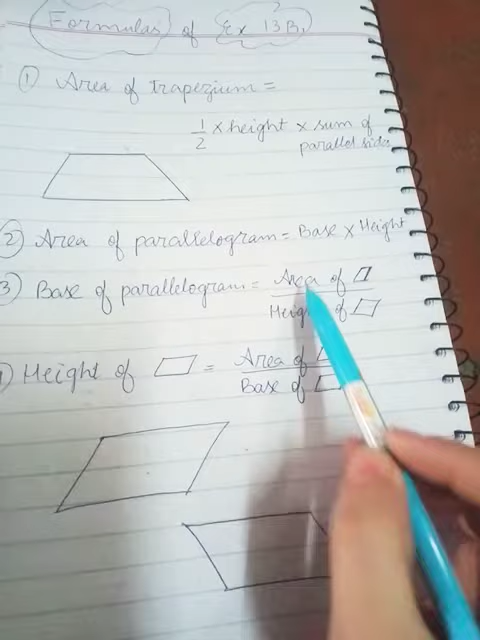 Formulas of Ex 13B.
① Area of trapezium =
1/2 × height × sum of
parallel sides
② Area of parallelogram = Base × Height
3) Base of parallelogram = Area of ▱
Height of ▱
) Height of ▱ = Area of
Base of